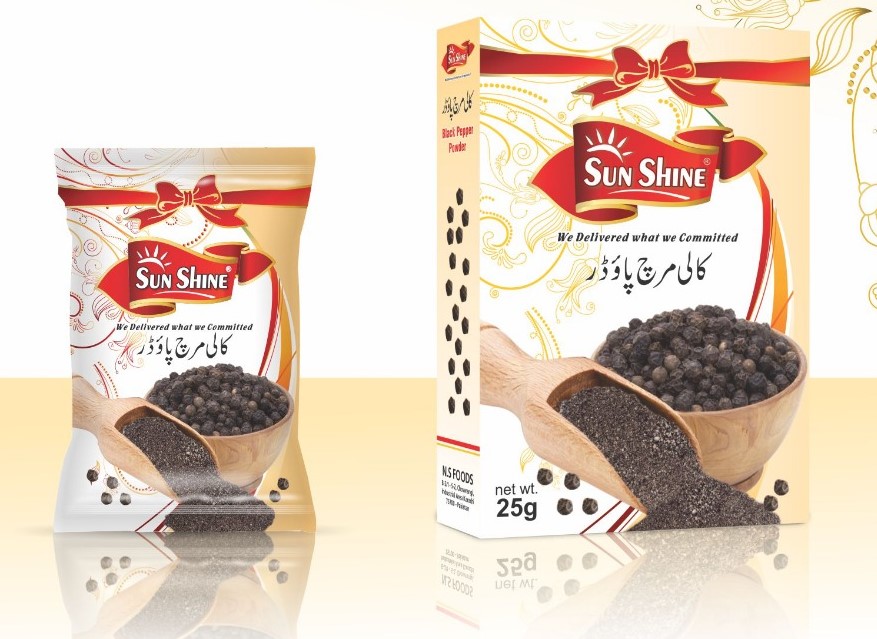 SUN SHINE®
We Delivered what we Committed
کالی مرچ پاؤڈر
SUN SHINE
کالی مرچ پاؤڈر
Black Pepper
Powder
N.S FOODS
SUN SHINE®
We Delivered what we Committed
کالی مرچ پاؤڈر
net wt.
25g